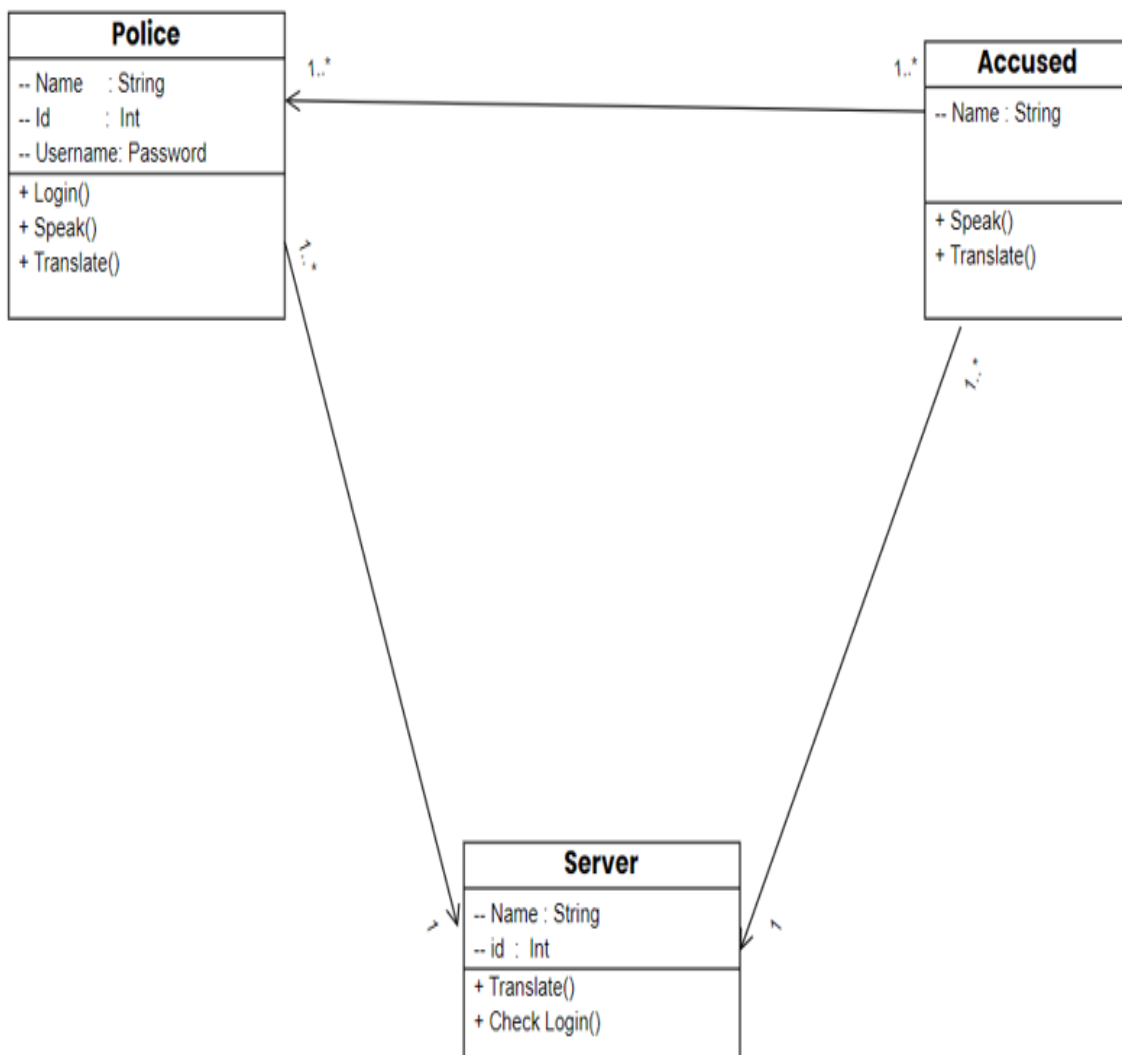 Police
-- Name : String
-- Id : Int
-- Username: Password
+ Login()
+ Speak()
+ Translate()
1..*
1..*
Accused
-- Name : String
+ Speak()
+ Translate()
1..*
1..*
1
1
Server
-- Name : String
-- id : Int
+ Translate()
+ Check Login()